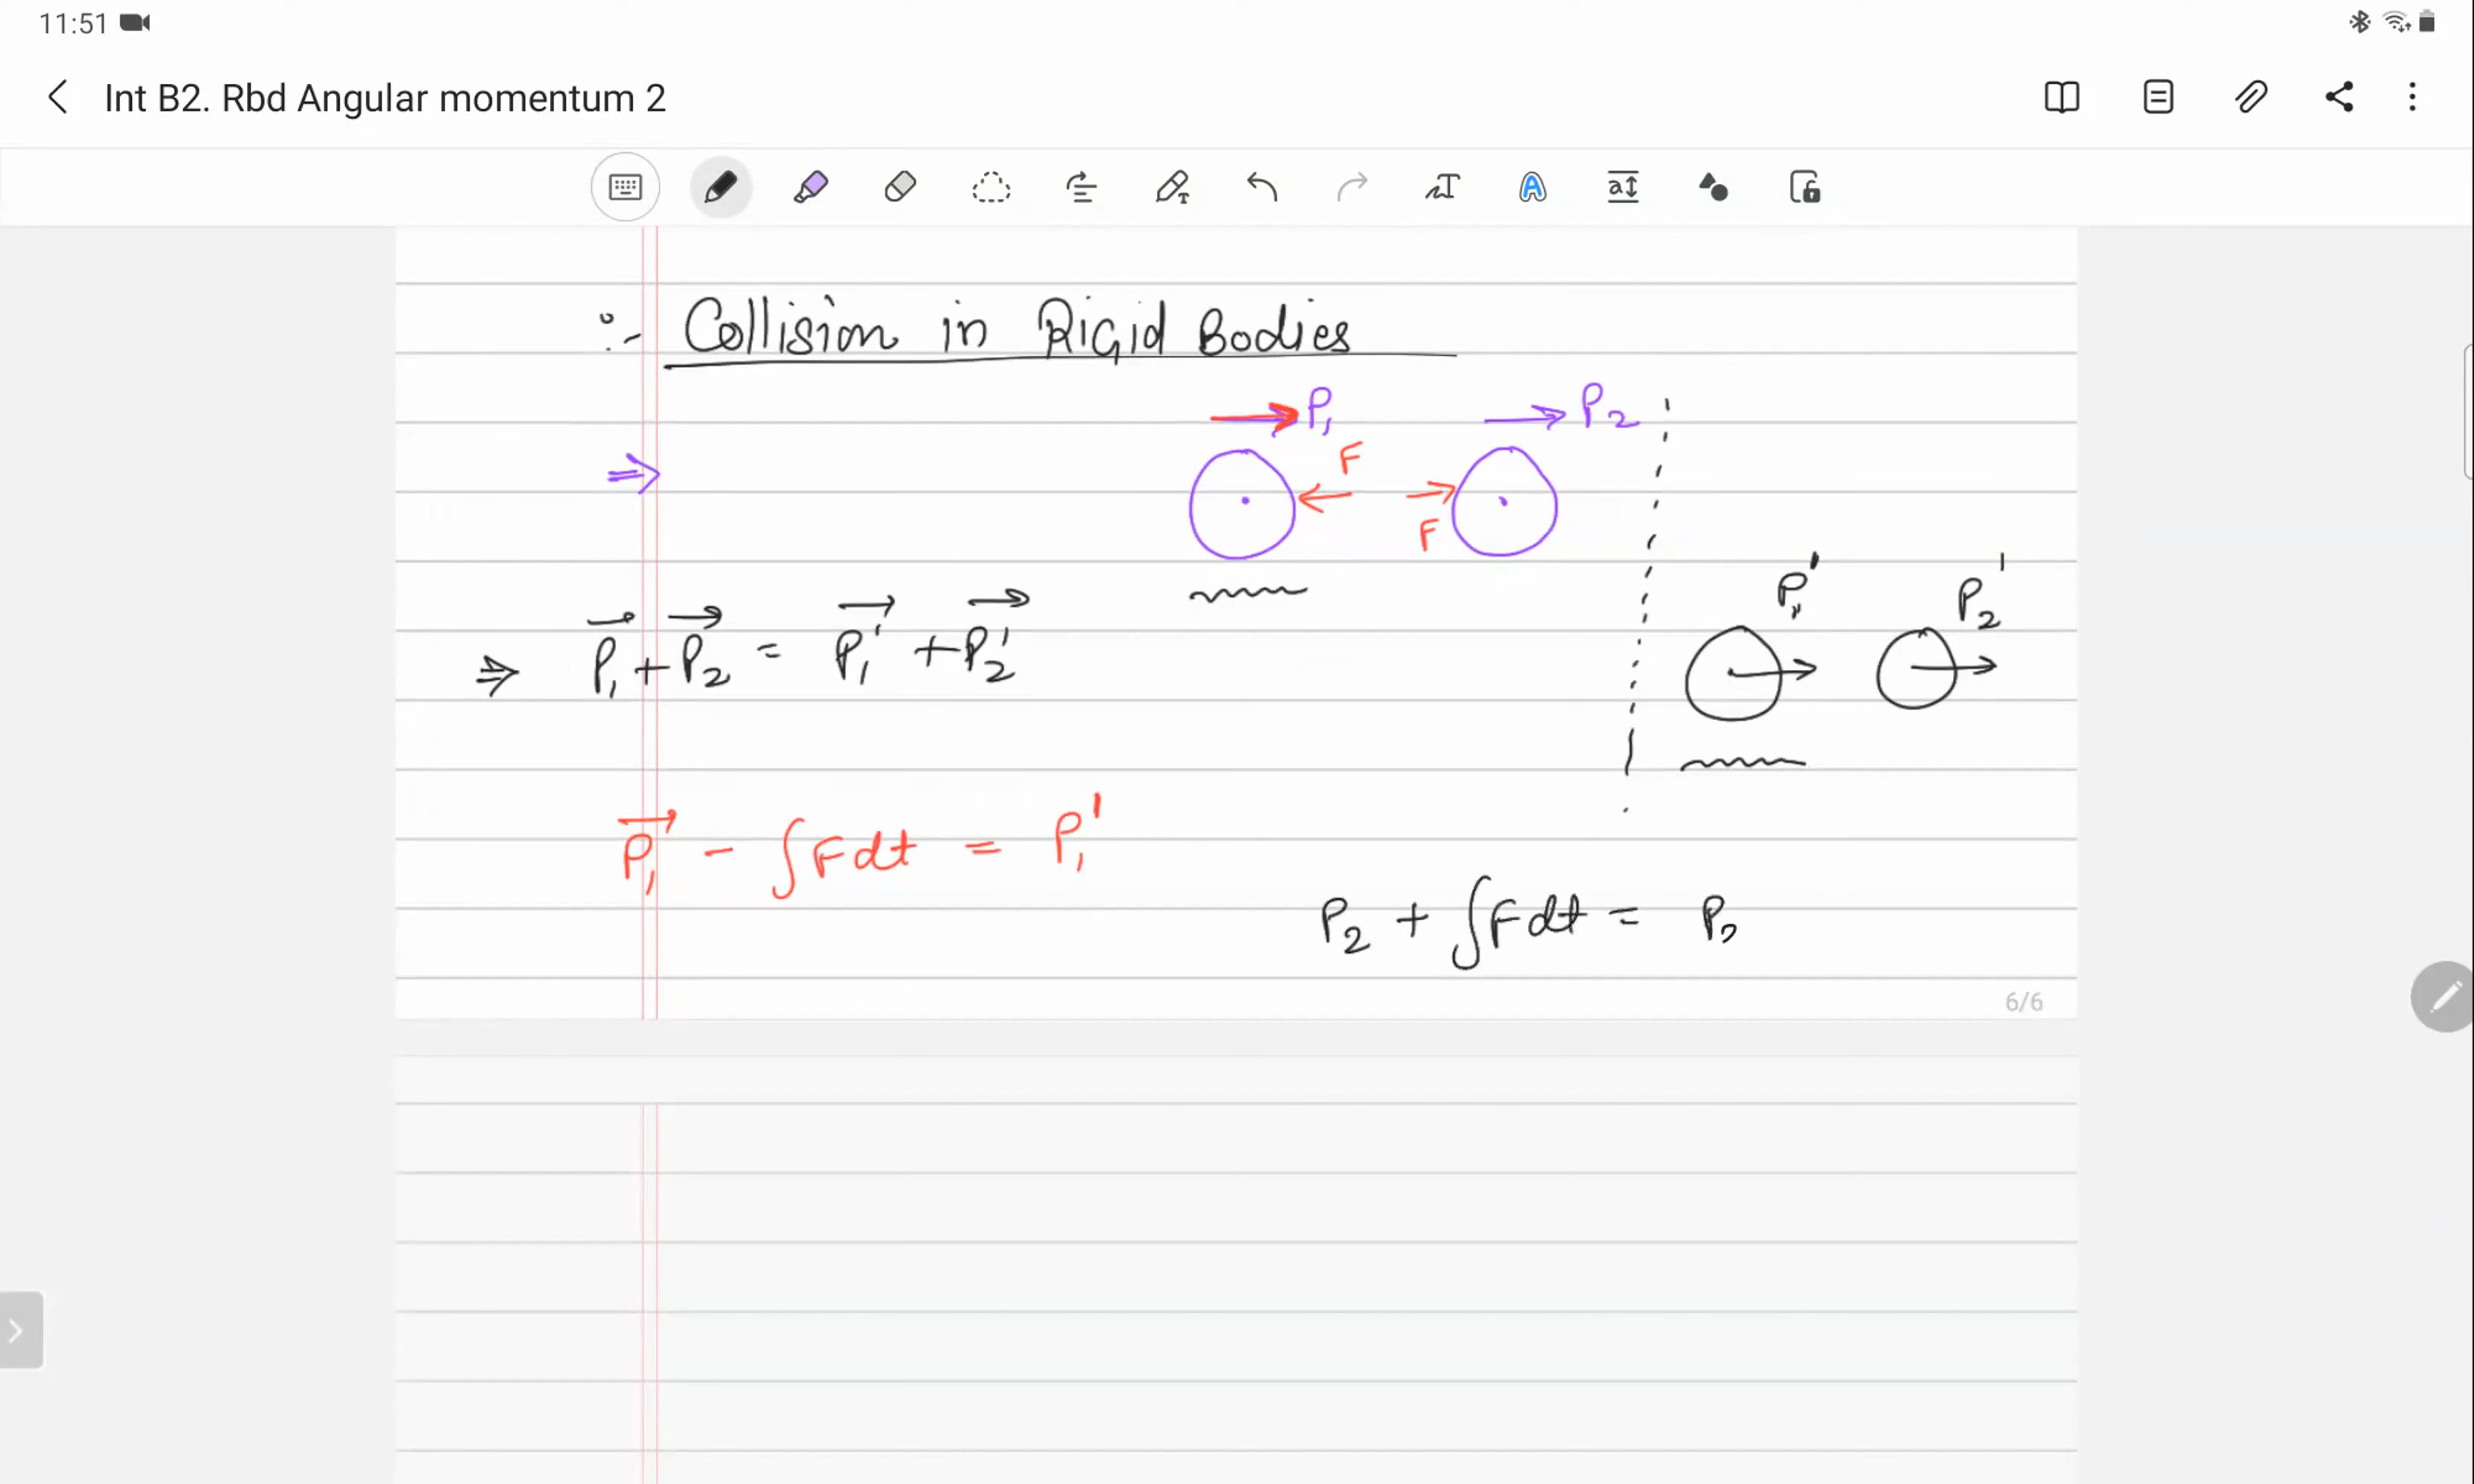 11:51
Int B2. Rbd Angular momentum 2
:- Collision in Rigid Bodies
P₁ P₂
F
F
⇒
P₁' P₂'
⇒ P₁ + P₂ = P₁' + P₂'
P₁ - ∫Fdt = P₁'
P₂ + ∫Fdt = P₂
6/6